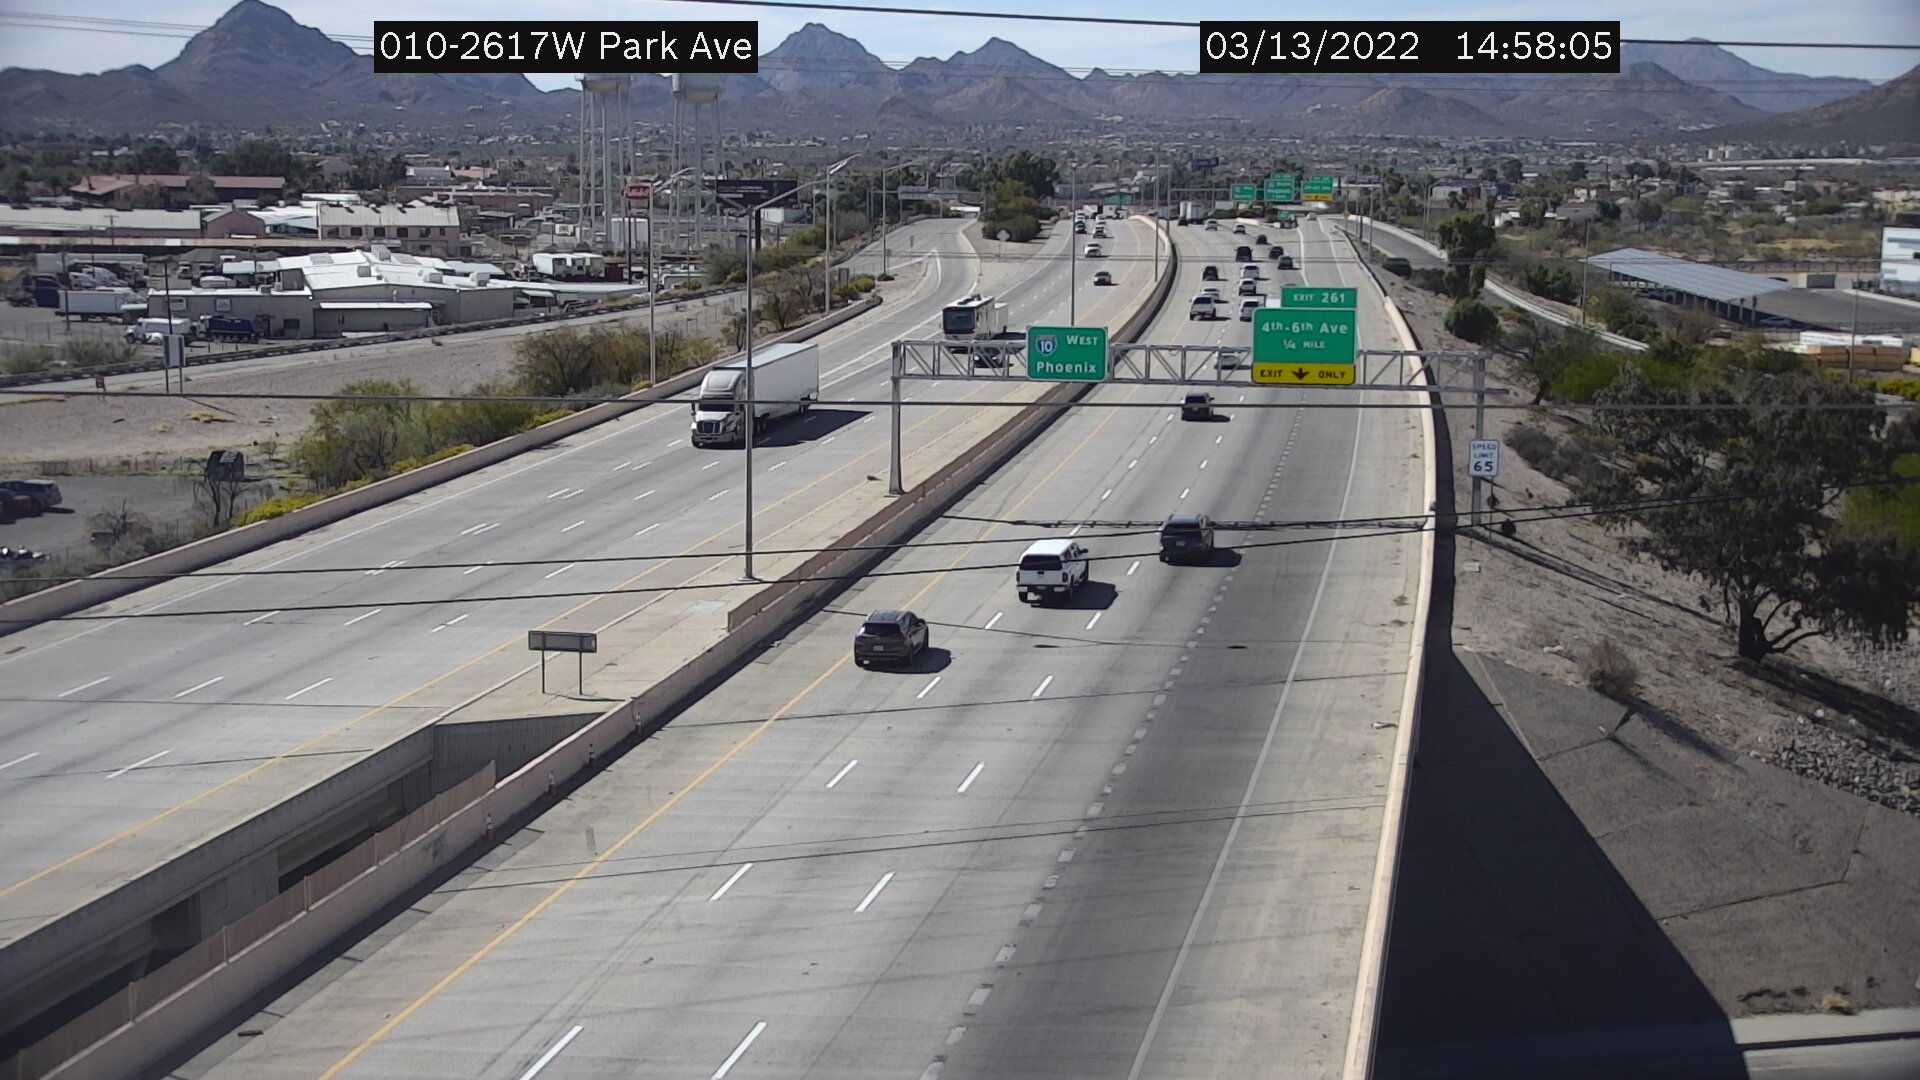 010-2617W Park Ave
03/13/2022 14:58:05
EXIT 261
4th-6th Ave
1/4 MILE
EXIT ONLY
10 WEST
Phoenix
SPEED
LIMIT
65